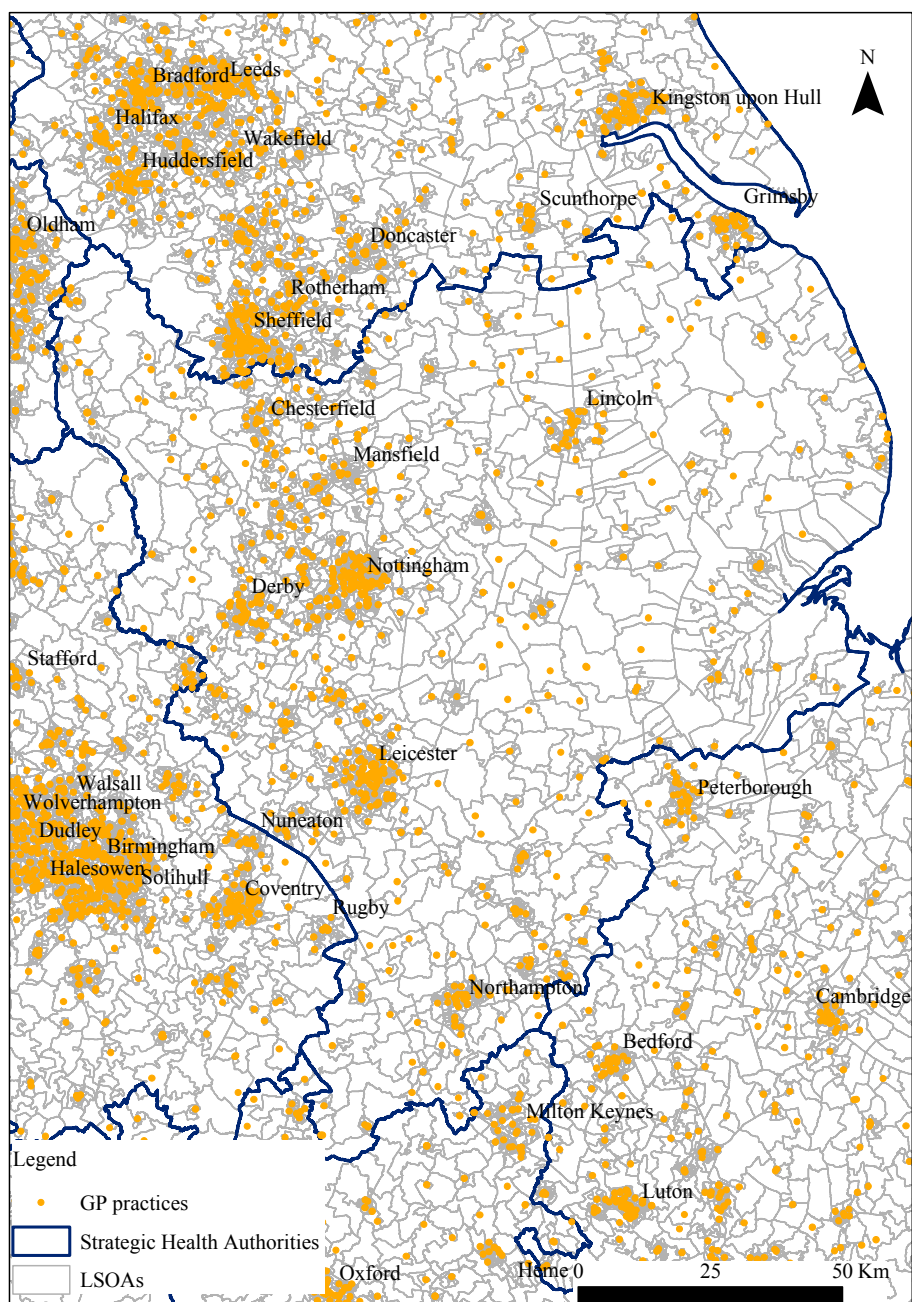 N
Bradford
Leeds
Kingston upon Hull
Halifax
Wakefield
Huddersfield
Scunthorpe
Grimsby
Oldham
Doncaster
Rotherham
Sheffield
Chesterfield
Lincoln
Mansfield
Nottingham
Derby
Stafford
Leicester
Walsall
Peterborough
Wolverhampton
Nuneaton
Dudley
Birmingham
Halesowen
Solihull
Coventry
Rugby
Northampton
Cambridge
Bedford
Milton Keynes
Legend
GP practices
Luton
Strategic Health Authorities
LSOAs
Oxford
Heme
0 25 50 Km